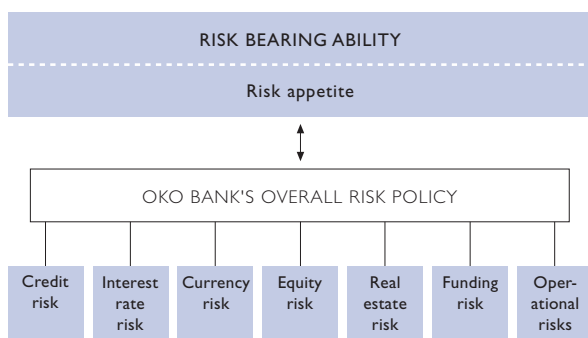 RISK BEARING ABILITY
Risk appetite
OKO BANK'S OVERALL RISK POLICY
Credit
risk
Interest
rate
risk
Currency
risk
Equity
risk
Real
estate
risk
Funding
risk
Oper-
ational
risks